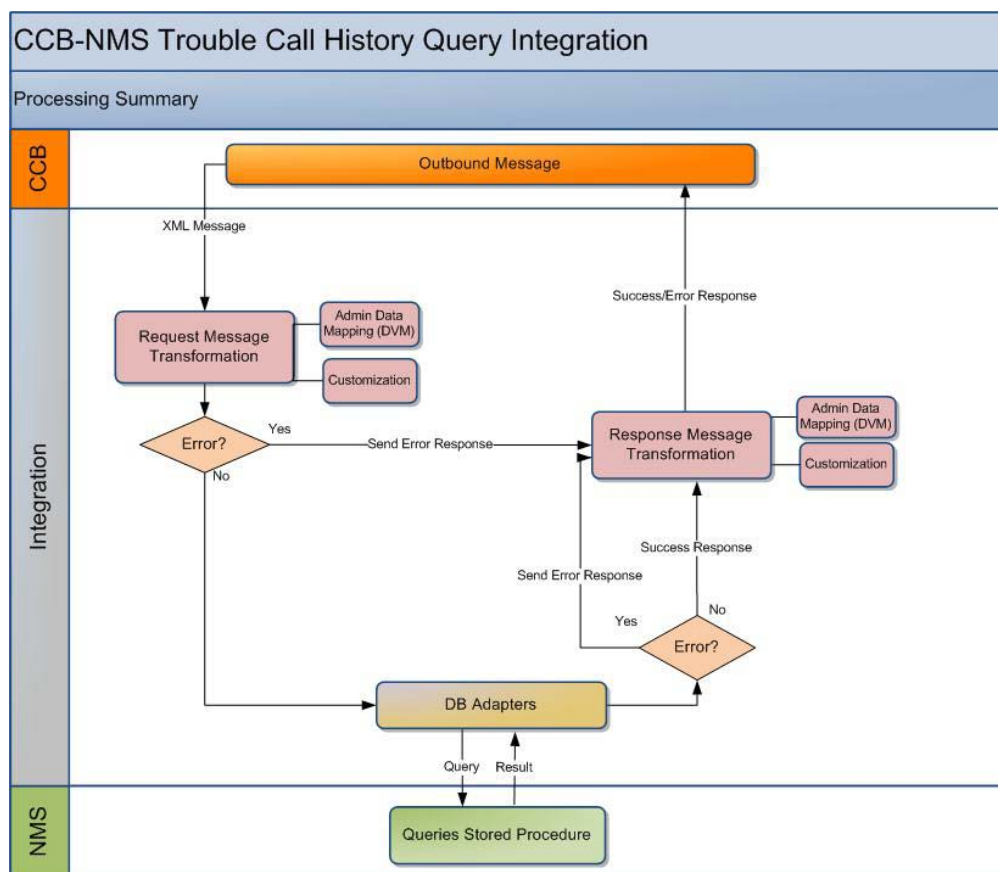 CCB-NMS Trouble Call History Query Integration
Processing Summary
CCB
Outbound Message
XML Message
Integration
Success/Error Response
Request Message
Transformation
Admin Data
Mapping (DVM)
Customization
Error?
Yes
Send Error Response
No
Response Message
Transformation
Admin Data
Mapping (DVM)
Customization
Success Response
Send Error Response
No
Yes
Error?
DB Adapters
Query
Result
NMS
Queries Stored Procedure